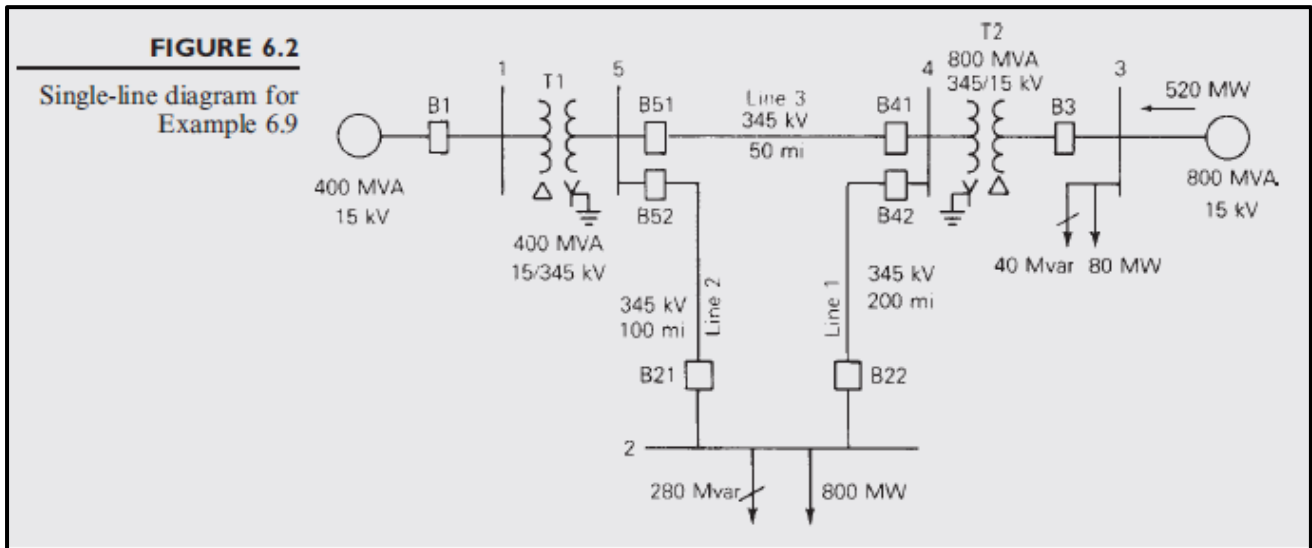 FIGURE 6.2
Single-line diagram for
Example 6.9
1
T1
5
B1
B51
B52
400 MVA
15 kV
400 MVA
15/345 kV
Line 3
345 kV
50 mi
B41
B42
4
T2
800 MVA
345/15 kV
B3
3
520 MW
800 MVA
15 kV
40 Mvar 80 MW
345 kV
100 mi
Line 2
Line 1
345 kV
200 mi
B21
B22
2
280 Mvar
800 MW